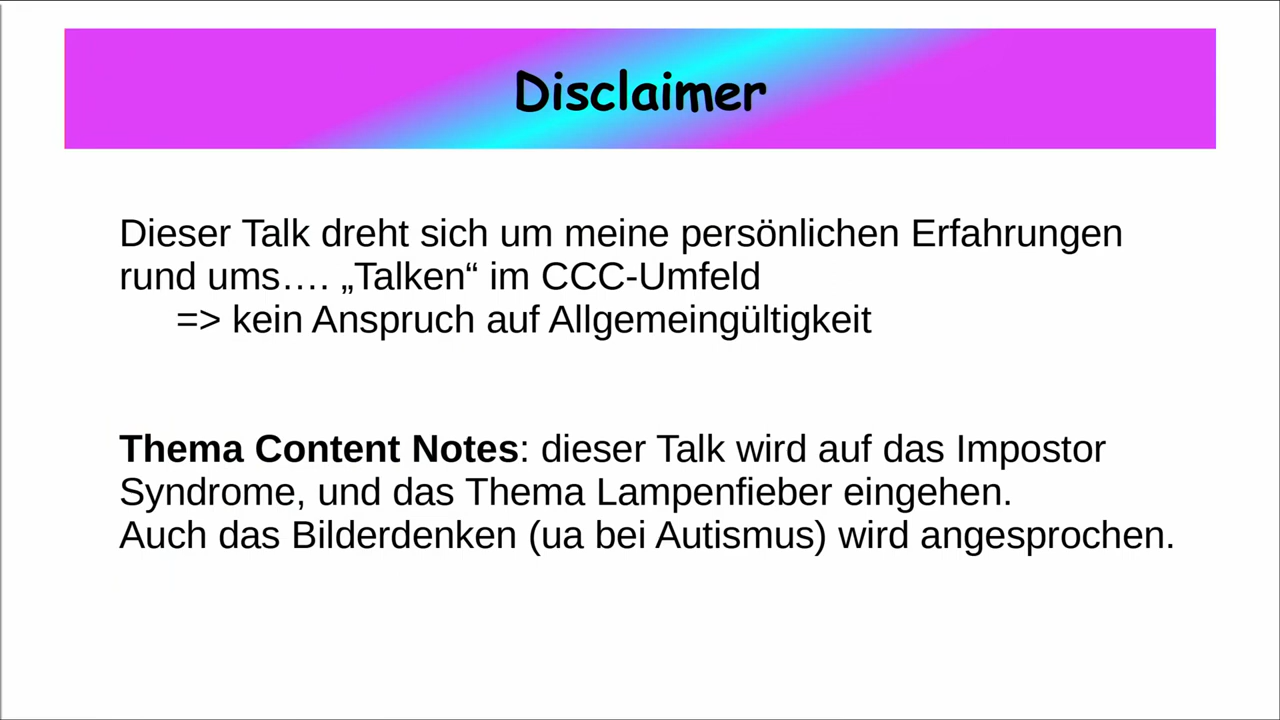 Disclaimer
Dieser Talk dreht sich um meine persönlichen Erfahrungen
rund ums…. „Talken“ im CCC-Umfeld
=> kein Anspruch auf Allgemeingültigkeit
Thema Content Notes: dieser Talk wird auf das Impostor
Syndrome, und das Thema Lampenfieber eingehen.
Auch das Bilderdenken (ua bei Autismus) wird angesprochen.